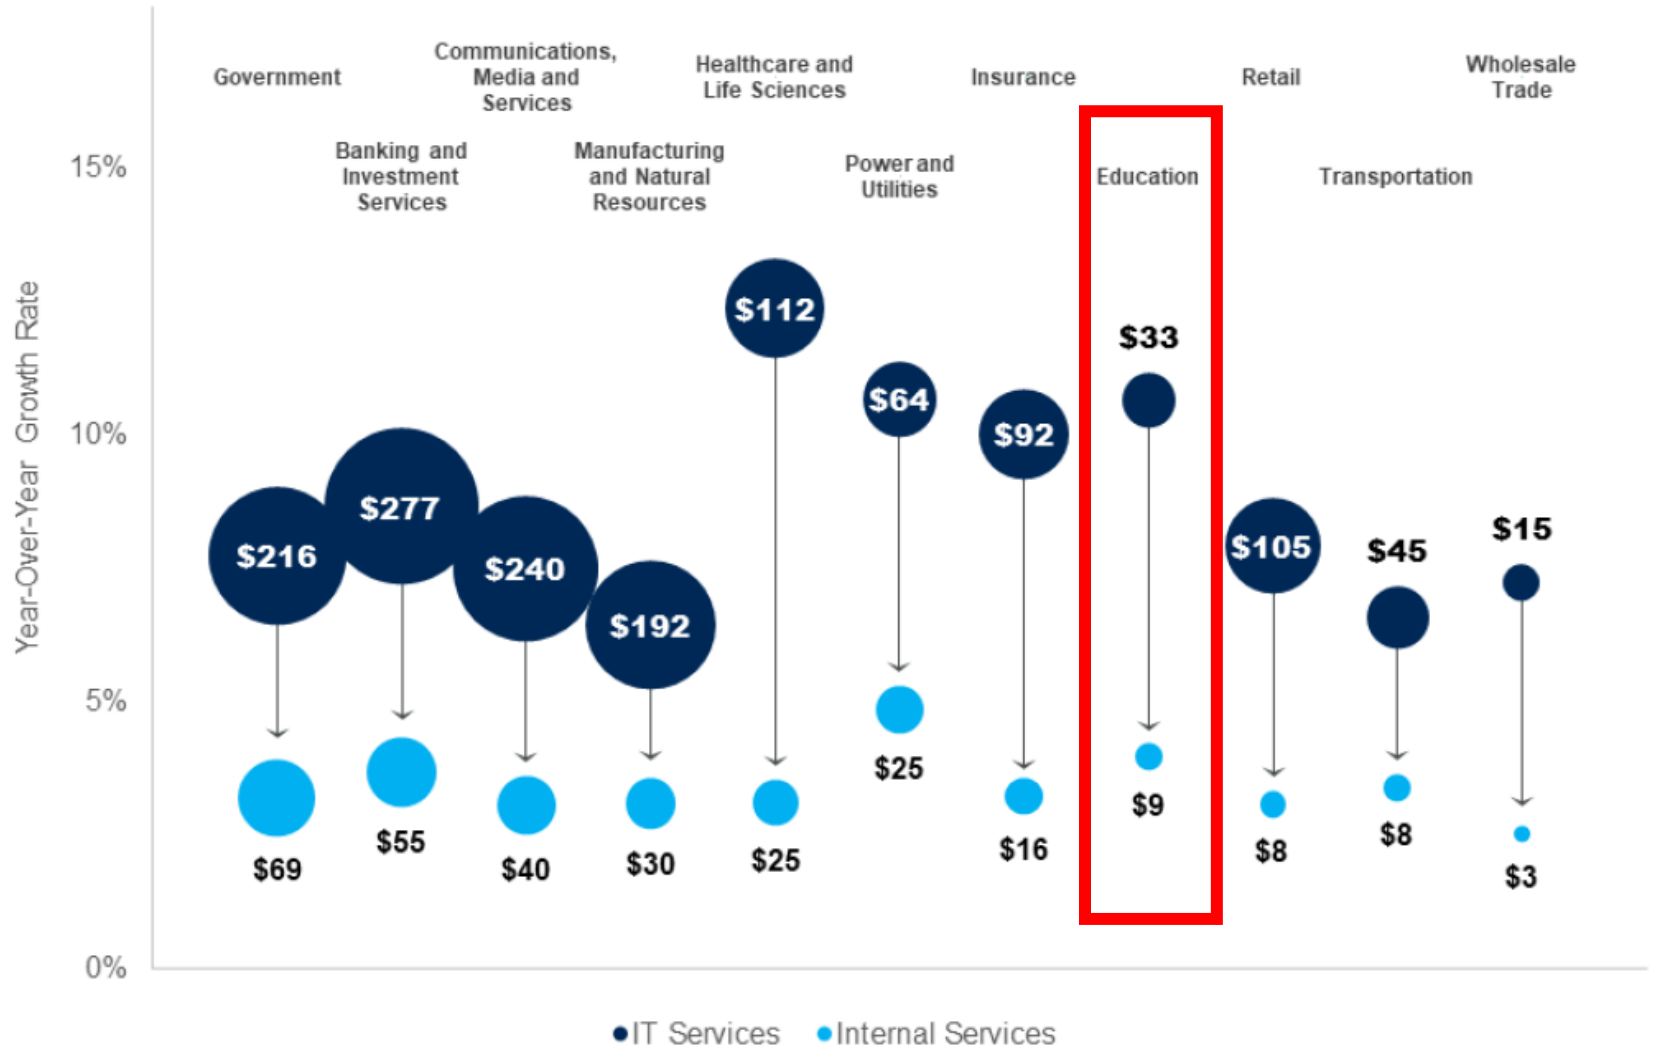 Government
Communications,
Media and
Services
Healthcare and
Life Sciences
Insurance
Retail
Wholesale
Trade
Banking and
Investment
Services
Manufacturing
and Natural
Resources
Power and
Utilities
Education
Transportation
Year-Over-Year Growth Rate
15%
10%
5%
0%
$216
$277
$240
$192
$112
$64
$92
$33
$105
$45
$15
$69
$55
$40
$30
$25
$25
$16
$9
$8
$8
$3
IT Services
Internal Services